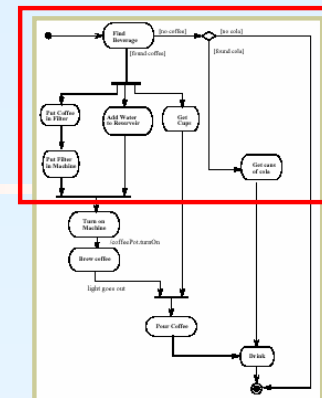 Find
Beverage
[no coffee]
[no cola]
[found coffee]
[found cola]
Put Coffee
in Filter
Add Water
to Reservoir
Get
Cups
Put Filter
in Machine
Get cans
of cola
Turn on
Machine
/coffeePot.turnOn
Brew coffee
light goes out
Pour Coffee
Drink